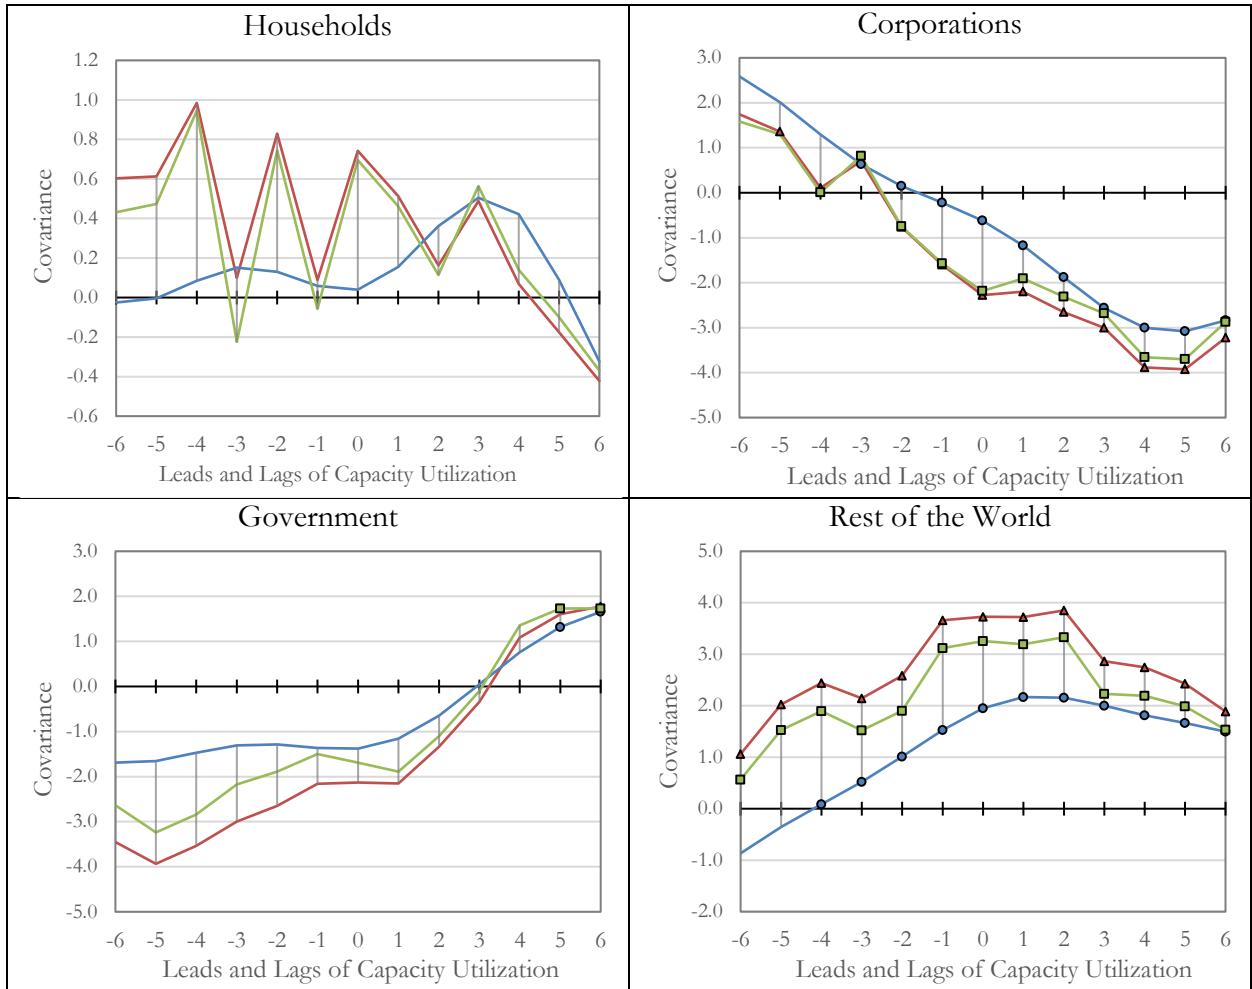 Households
1.2
1.0
0.8
0.6
0.4
0.2
0.0
-0.2
-0.4
-0.6
Covariance
-6 -5 -4 -3 -2 -1 0 1 2 3 4 5 6
Leads and Lags of Capacity Utilization
Corporations
3.0
2.0
1.0
0.0
-1.0
-2.0
-3.0
-4.0
-5.0
Covariance
-6 -5 -4 -3 -2 -1 0 1 2 3 4 5 6
Leads and Lags of Capacity Utilization
Government
3.0
2.0
1.0
0.0
-1.0
-2.0
-3.0
-4.0
-5.0
Covariance
-6 -5 -4 -3 -2 -1 0 1 2 3 4 5 6
Leads and Lags of Capacity Utilization
Rest of the World
5.0
4.0
3.0
2.0
1.0
0.0
-1.0
-2.0
Covariance
-6 -5 -4 -3 -2 -1 0 1 2 3 4 5 6
Leads and Lags of Capacity Utilization